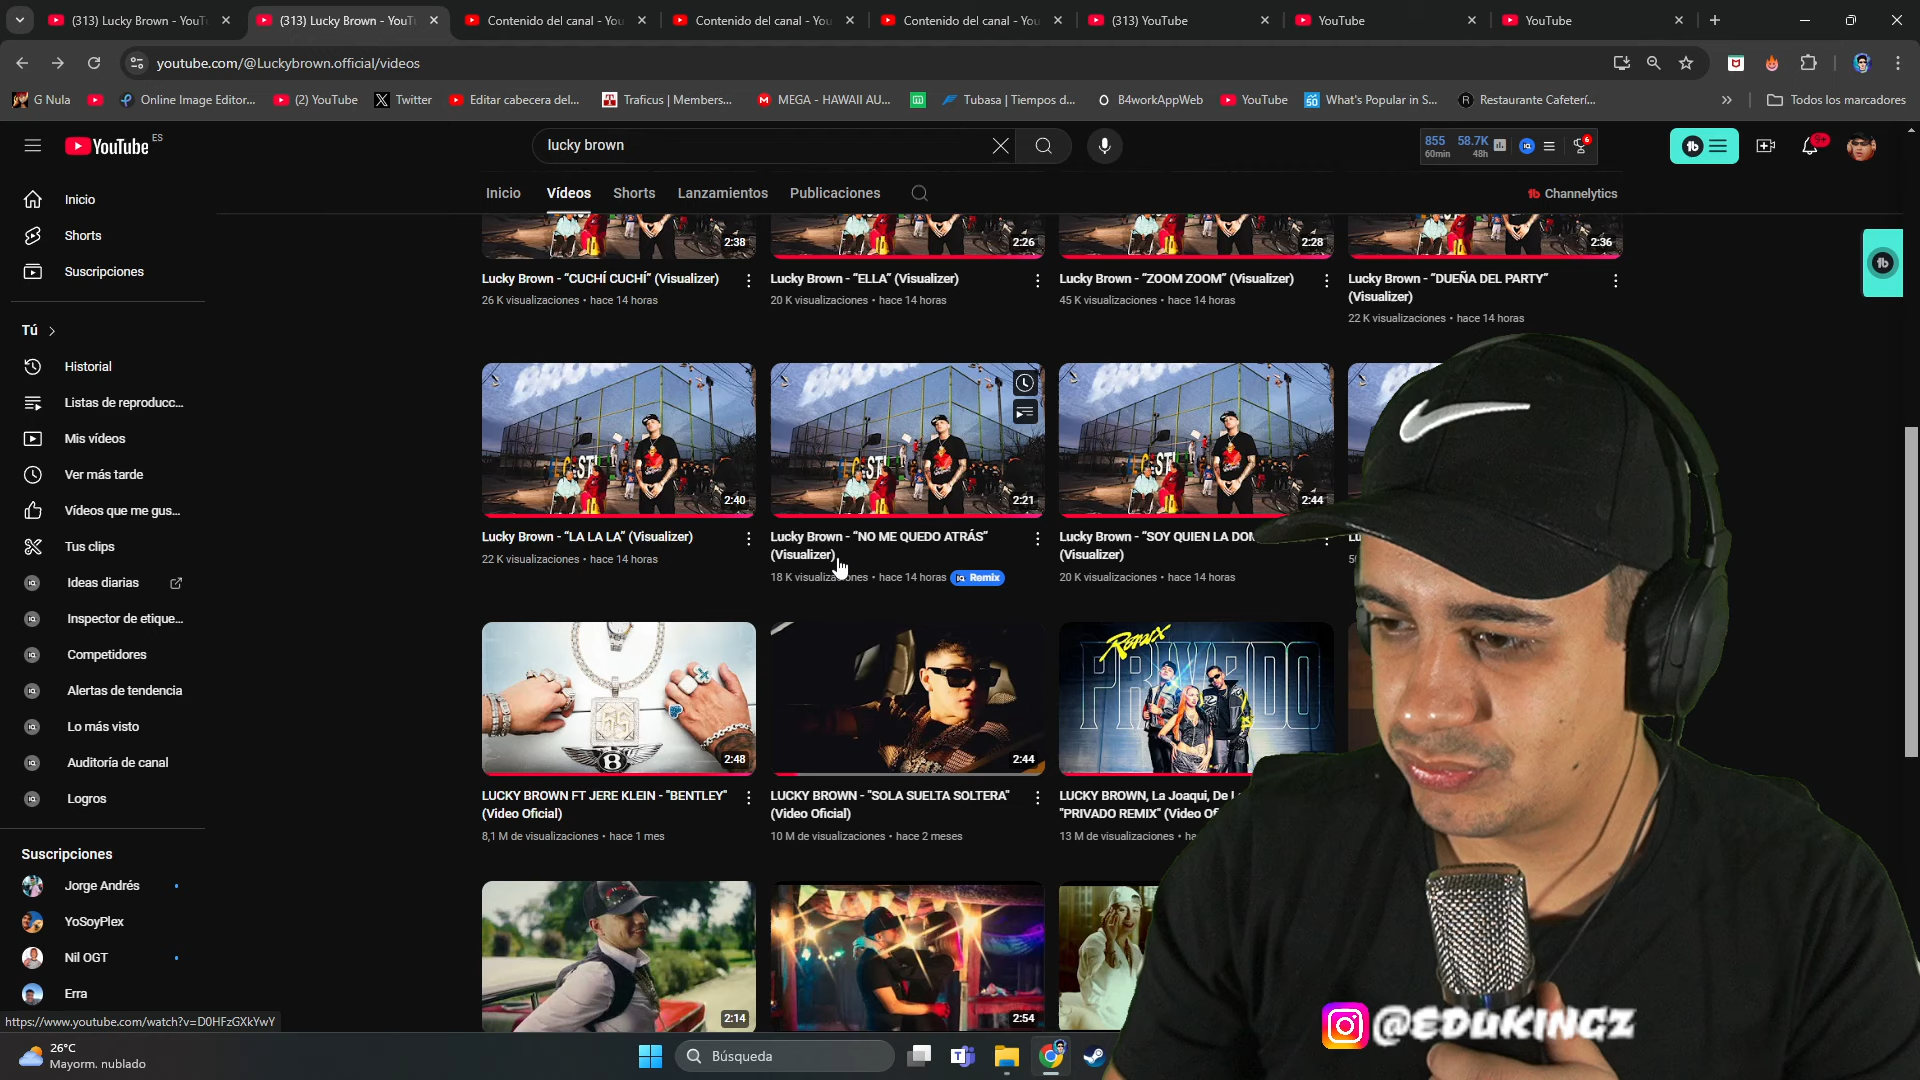 (313) Lucky Brown - YouT
(313) Lucky Brown - YouT
Contenido del canal - You
Contenido del canal - You
Contenido del canal - You
(313) YouTube
YouTube
YouTube
youtube.com/@Luckybrown.official/videos
G Nula
Online Image Editor...
(2) YouTube
Twitter
Editar cabecera del...
Traficus | Members...
MEGA - HAWAII AU...
Tubasa | Tiempos d...
B4workAppWeb
YouTube
What's Popular in S...
Restaurante Cafeterí...
Todos los marcadores
YouTube ES
lucky brown
855 60min
58.7K 48h
6
9+
Inicio
Vídeos
Shorts
Lanzamientos
Publicaciones
Channelytics
Inicio
Shorts
Suscripciones
Tú
Historial
Listas de reproducc...
Mis vídeos
Ver más tarde
Vídeos que me gus...
Tus clips
Ideas diarias
Inspector de etique...
Competidores
Alertas de tendencia
Lo más visto
Auditoría de canal
Logros
Suscripciones
Jorge Andrés
YoSoyPlex
Nil OGT
Erra
2:38
2:26
2:28
2:36
Lucky Brown - “CUCHÍ CUCHÍ” (Visualizer)
26 K visualizaciones • hace 14 horas
Lucky Brown - “ELLA” (Visualizer)
20 K visualizaciones • hace 14 horas
Lucky Brown - “ZOOM ZOOM” (Visualizer)
45 K visualizaciones • hace 14 horas
Lucky Brown - “DUEÑA DEL PARTY”
(Visualizer)
22 K visualizaciones • hace 14 horas
2:40
2:21
2:44
Lucky Brown - “LA LA LA” (Visualizer)
22 K visualizaciones • hace 14 horas
Lucky Brown - “NO ME QUEDO ATRÁS”
(Visualizer)
18 K visualizaciones • hace 14 horas
Remix
Lucky Brown - “SOY QUIEN LA DOM
(Visualizer)
20 K visualizaciones • hace 14 horas
Remix
PRIVADO
2:48
2:44
LUCKY BROWN FT JERE KLEIN - "BENTLEY"
(Video Oficial)
8,1 M de visualizaciones • hace 1 mes
LUCKY BROWN - "SOLA SUELTA SOLTERA"
(Video Oficial)
10 M de visualizaciones • hace 2 meses
LUCKY BROWN, La Joaqui, De L
"PRIVADO REMIX" (Video Of
13 M de visualizaciones • ha
2:14
2:54
https://www.youtube.com/watch?v=D0HFzGXkYwY
26°C
Mayorm. nublado
Búsqueda
@EDUKINGZ